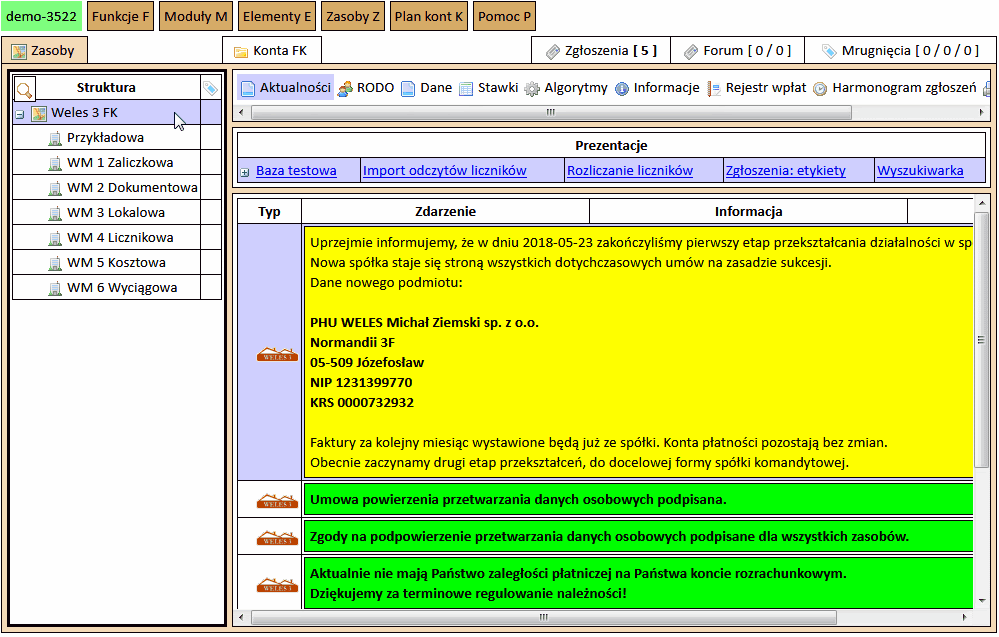 demo-3522 Funkcje F Moduły M Elementy E Zasoby Z Plan kont K Pomoc P
Zasoby Konta FK Zgłoszenia [ 5 ] Forum [ 0 / 0 ] Mrugnięcia [ 0 / 0 / 0 ]
Struktura
Weles 3 FK
Przykładowa
WM 1 Zaliczkowa
WM 2 Dokumentowa
WM 3 Lokalowa
WM 4 Licznikowa
WM 5 Kosztowa
WM 6 Wyciągowa
Aktualności RODO Dane Stawki Algorytmy Informacje Rejestr wpłat Harmonogram zgłoszeń
Prezentacje
Baza testowa Import odczytów liczników Rozliczanie liczników Zgłoszenia: etykiety Wyszukiwarka
Typ Zdarzenie Informacja
Uprzejmie informujemy, że w dniu 2018-05-23 zakończyliśmy pierwszy etap przekształcania działalności w sp
Nowa spółka staje się stroną wszystkich dotychczasowych umów na zasadzie sukcesji.
Dane nowego podmiotu:
PHU WELES Michał Ziemski sp. z o.o.
Normandii 3F
05-509 Józefosław
NIP 1231399770
KRS 0000732932
Faktury za kolejny miesiąc wystawione będą już ze spółki. Konta płatności pozostają bez zmian.
Obecnie zaczynamy drugi etap przekształceń, do docelowej formy spółki komandytowej.
WELES 3
WELES 3
Umowa powierzenia przetwarzania danych osobowych podpisana.
WELES 3
Zgody na podpowierzenie przetwarzania danych osobowych podpisane dla wszystkich zasobów.
WELES 3
Aktualnie nie mają Państwo zaległości płatniczej na Państwa koncie rozrachunkowym.
Dziękujemy za terminowe regulowanie należności!